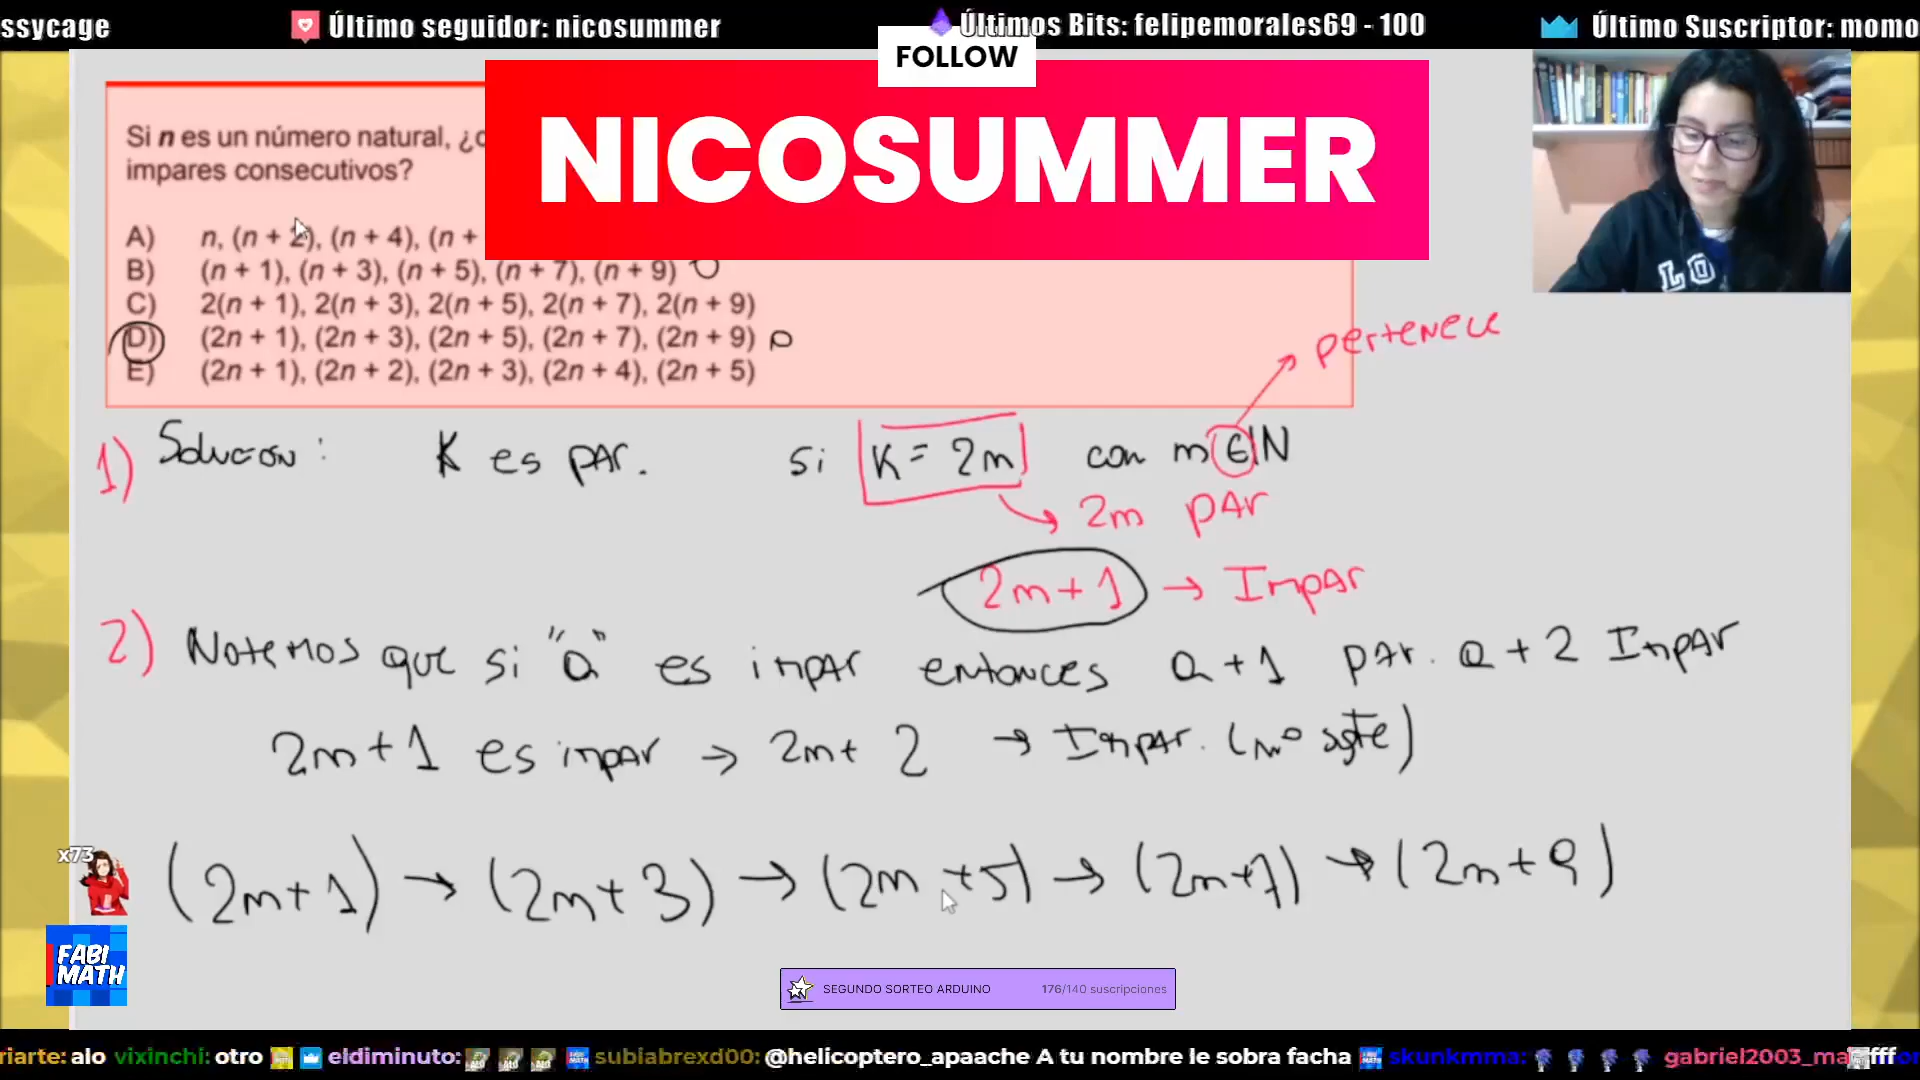 ssycage Último seguidor: nicosummer Últimos Bits: felipemorales69 - 100 Último Suscriptor: momo
FOLLOW
NICOSUMMER
Si n es un número natural, ¿c
impares consecutivos?
A) n, (n + 2), (n + 4), (n +
B) (n + 1), (n + 3), (n + 5), (n + 7), (n + 9)
C) 2(n + 1), 2(n + 3), 2(n + 5), 2(n + 7), 2(n + 9)
D) (2n + 1), (2n + 3), (2n + 5), (2n + 7), (2n + 9)
E) (2n + 1), (2n + 2), (2n + 3), (2n + 4), (2n + 5)
LO
pertenece
1) Solucion: K es par. si K = 2m con m ∈ IN
→ 2m par
2m+1 → Impar
2) Notemos que si "a" es impar entonces a+1 par. a+2 Impar
2m+1 es impar → 2m+ 2 → Impar. (no sgte)
(2m+1) → (2m+3) → (2m+5) → (2m+7) → (2m+9)
x73
FABI
MATH
SEGUNDO SORTEO ARDUINO 176/140 suscripciones
riarte: alo vixinchi: otro eldiminuto: subiabrexd00: @helicoptero_apaache A tu nombre le sobra facha skunkmma: gabriel2003_ma